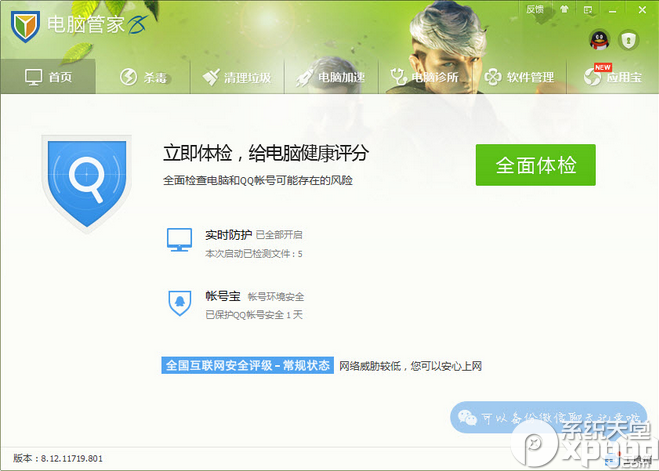 电脑管家
反馈
首页 杀毒 清理垃圾 电脑加速 电脑诊所 软件管理 NEW 应用宝
立即体检，给电脑健康评分
全面检查电脑和QQ帐号可能存在的风险
全面体检
实时防护 已全部开启
本次启动已检测文件：5
帐号宝 帐号环境安全
已保护QQ帐号安全 1 天
全国互联网安全评级－常规状态 网络威胁较低，您可以安心上网
可以备份微信聊天记录啦
系统天堂
版本：8.12.11719.801